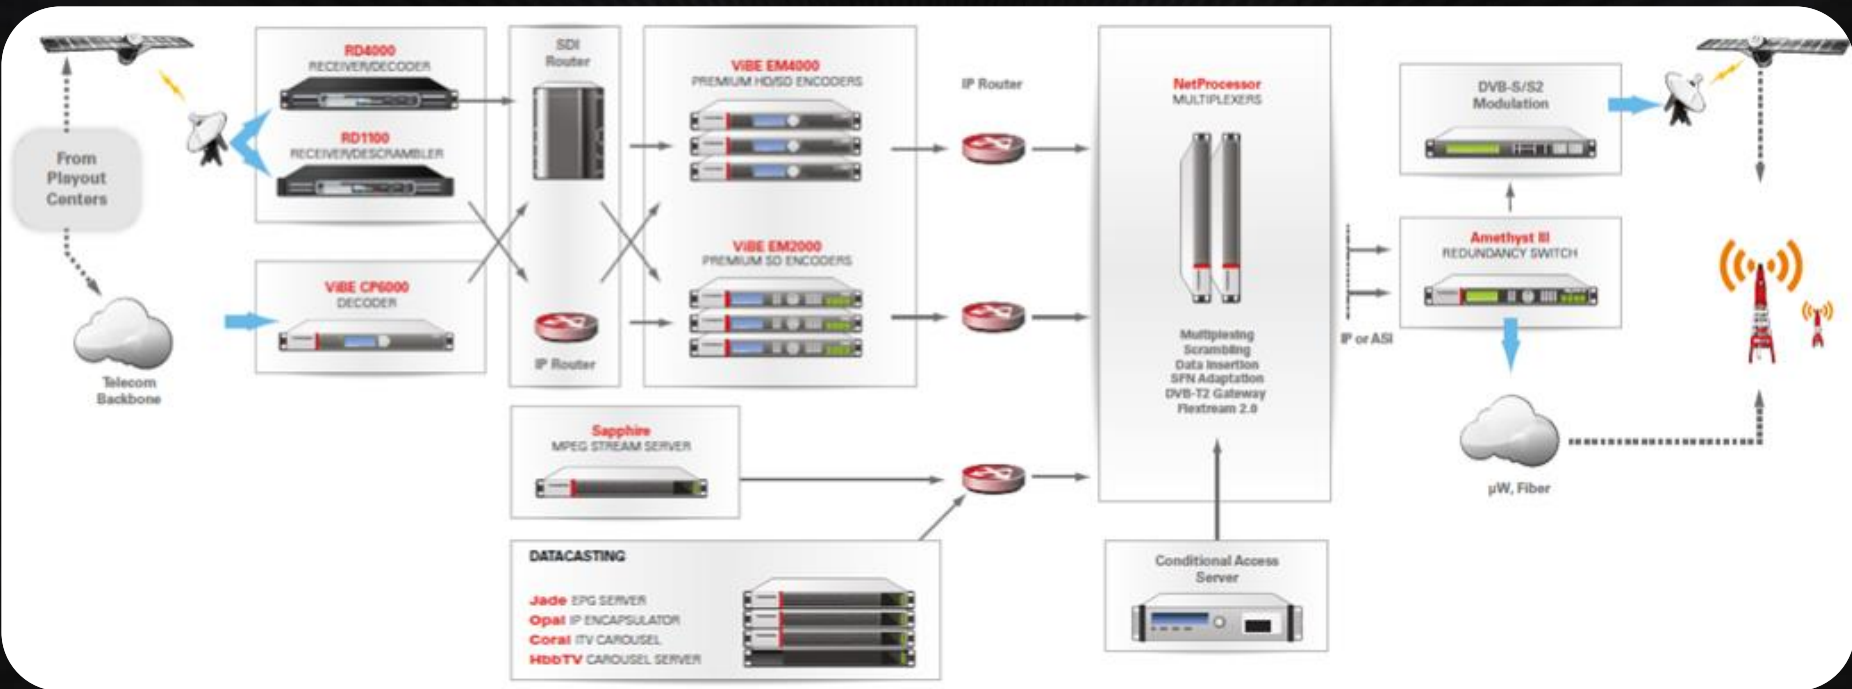 From
Playout
Centers
Telecom
Backbone
RD4000
RECEIVER/DECODER
RD1100
RECEIVER/DESCRAMBLER
ViBE CP6000
DECODER
SDI
Router
IP Router
ViBE EM4000
PREMIUM HD/SD ENCODERS
ViBE EM2000
PREMIUM SD ENCODERS
IP Router
Sapphire
MPEG STREAM SERVER
DATACASTING
Jade EPG SERVER
Opal IP ENCAPSULATOR
Coral ITV CAROUSEL
HbbTV CAROUSEL SERVER
NetProcessor
MULTIPLEXERS
Multiplexing
Scrambling
Data Insertion
SFN Adaptation
DVB-T2 Gateway
Flextream 2.0
Conditional Access
Server
IP or ASI
DVB-S/S2
Modulation
Amethyst III
REDUNDANCY SWITCH
µW, Fiber